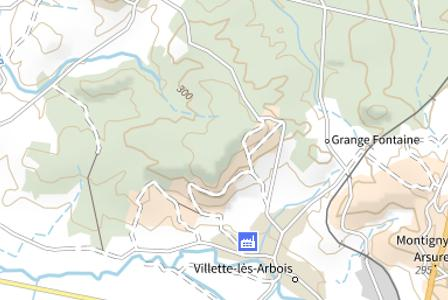 300
Grange Fontaine
Montigny
Arsure
295
Villette-lès-Arbois